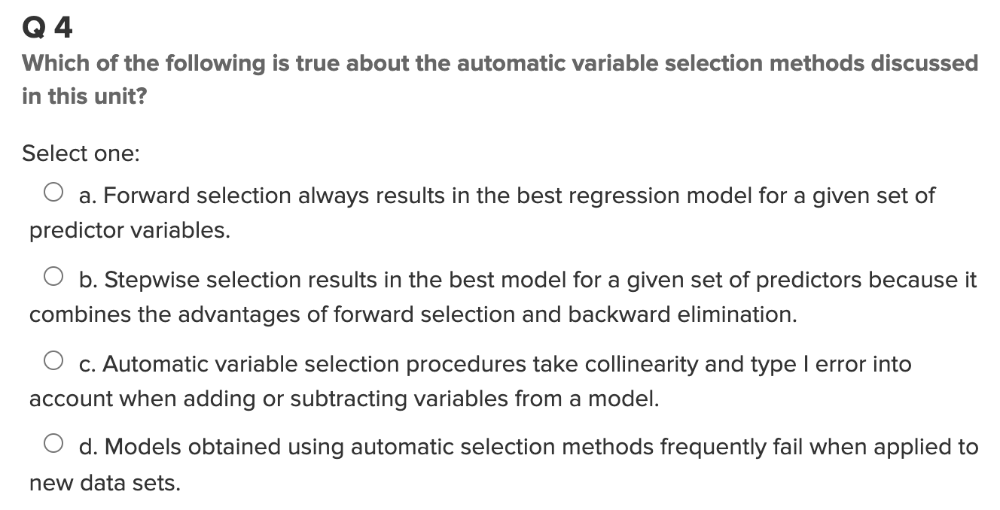 Q 4
Which of the following is true about the automatic variable selection methods discussed
in this unit?
Select one:
a. Forward selection always results in the best regression model for a given set of
predictor variables.
b. Stepwise selection results in the best model for a given set of predictors because it
combines the advantages of forward selection and backward elimination.
c. Automatic variable selection procedures take collinearity and type I error into
account when adding or subtracting variables from a model.
d. Models obtained using automatic selection methods frequently fail when applied to
new data sets.